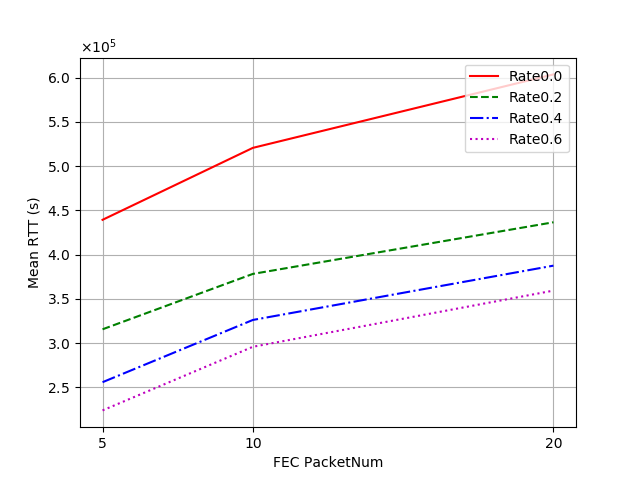 ×10⁵
6.0
5.5
5.0
4.5
4.0
3.5
3.0
2.5
Mean RTT (s)
Rate0.0
Rate0.2
Rate0.4
Rate0.6
5 10 20
FEC PacketNum